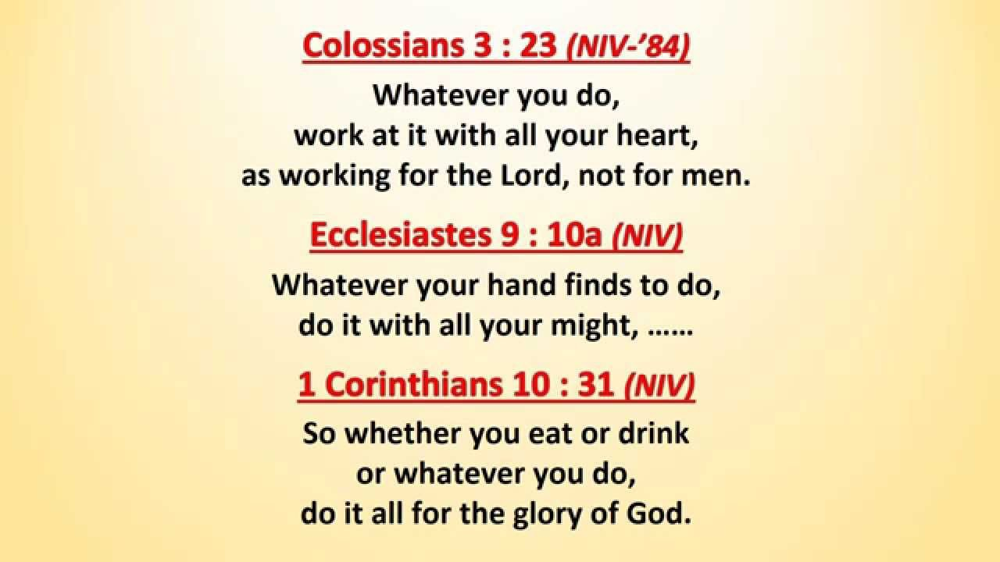 Colossians 3 : 23 (NIV-’84)
Whatever you do,
work at it with all your heart,
as working for the Lord, not for men.
Ecclesiastes 9 : 10a (NIV)
Whatever your hand finds to do,
do it with all your might, ……
1 Corinthians 10 : 31 (NIV)
So whether you eat or drink
or whatever you do,
do it all for the glory of God.